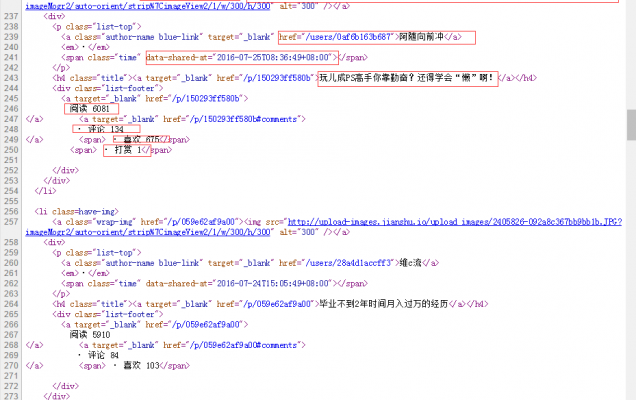 imageMogr2/auto-orient/strip%7CimageView2/1/w/300/h/300" alt="300" /></a>
237 <div>
238 <p class="list-top">
239 <a class="author-name blue-link" target="_blank" href="/users/0af6b163b687">阿随向前冲</a>
240 <em>·</em>
241 <span class="time" data-shared-at="2016-07-25T08:36:49+08:00"></span>
242 </p>
243 <h4 class="title"><a target="_blank" href="/p/150293ff580b">玩儿成PS高手你靠勤奋？还得学会“懒”啊！</a></h4>
244 <div class="list-footer">
245 <a target="_blank" href="/p/150293ff580b">
246 阅读 6081
247 </a> <a target="_blank" href="/p/150293ff580b#comments">
248 · 评论 134
249 </a> <span> · 喜欢 675</span>
250 <span> · 打赏 1</span>
251
252 </div>
253 </div>
254 </li>
255
256 <li class=have-img>
257 <a class="wrap-img" href="/p/059e62af9a00"><img src="http://upload-images.jianshu.io/upload_images/2405826-092a8c367bb9bb1b.JPG?
imageMogr2/auto-orient/strip%7CimageView2/1/w/300/h/300" alt="300" /></a>
258 <div>
259 <p class="list-top">
260 <a class="author-name blue-link" target="_blank" href="/users/28a4d1accff3">维c流</a>
261 <em>·</em>
262 <span class="time" data-shared-at="2016-07-24T15:05:49+08:00"></span>
263 </p>
264 <h4 class="title"><a target="_blank" href="/p/059e62af9a00">毕业不到2年时间月入过万的经历</a></h4>
265 <div class="list-footer">
266 <a target="_blank" href="/p/059e62af9a00">
267 阅读 5910
268 </a> <a target="_blank" href="/p/059e62af9a00#comments">
269 · 评论 84
270 </a> <span> · 喜欢 103</span>
271
272 </div>
273 </div>